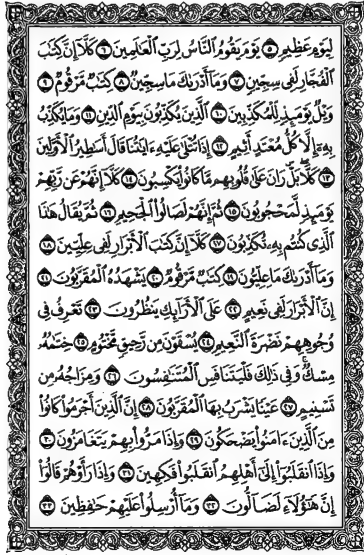 لِيَوْمٍ عَظِيمٍ ٥ يَوْمَ يَقُومُ النَّاسُ لِرَبِّ الْعَالَمِينَ ٦ كَلَّا إِنَّ كِتَابَ
الْفُجَّارِ لَفِي سِجِّينٍ ٧ وَمَا أَدْرَاكَ مَا سِجِّينٌ ٨ كِتَابٌ مَرْقُومٌ ٩
وَيْلٌ يَوْمَئِذٍ لِلْمُكَذِّبِينَ ١٠ الَّذِينَ يُكَذِّبُونَ بِيَوْمِ الدِّينِ ١١ وَمَا يُكَذِّبُ
بِهِ إِلَّا كُلُّ مُعْتَدٍ أَثِيمٍ ١٢ إِذَا تُتْلَى عَلَيْهِ آيَاتُنَا قَالَ أَسَاطِيرُ الْأَوَّلِينَ
١٣ كَلَّا بَلْ رَانَ عَلَى قُلُوبِهِمْ مَا كَانُوا يَكْسِبُونَ ١٤ كَلَّا إِنَّهُمْ عَنْ رَبِّهِمْ
يَوْمَئِذٍ لَمَحْجُوبُونَ ١٥ ثُمَّ إِنَّهُمْ لَصَالُوا الْجَحِيمِ ١٦ ثُمَّ يُقَالُ هَذَا
الَّذِي كُنْتُمْ بِهِ تُكَذِّبُونَ ١٧ كَلَّا إِنَّ كِتَابَ الْأَبْرَارِ لَفِي عِلِّيِّينَ ١٨
وَمَا أَدْرَاكَ مَا عِلِّيُّونَ ١٩ كِتَابٌ مَرْقُومٌ ٢٠ يَشْهَدُهُ الْمُقَرَّبُونَ ٢١
إِنَّ الْأَبْرَارَ لَفِي نَعِيمٍ ٢٢ عَلَى الْأَرَائِكِ يَنْظُرُونَ ٢٣ تَعْرِفُ فِي
وُجُوهِهِمْ نَضْرَةَ النَّعِيمِ ٢٤ يُسْقَوْنَ مِنْ رَحِيقٍ مَخْتُومٍ ٢٥ خِتَامُهُ
مِسْكٌ وَفِي ذَلِكَ فَلْيَتَنَافَسِ الْمُتَنَافِسُونَ ٢٦ وَمِزَاجُهُ مِنْ
تَسْنِيمٍ ٢٧ عَيْنًا يَشْرَبُ بِهَا الْمُقَرَّبُونَ ٢٨ إِنَّ الَّذِينَ أَجْرَمُوا كَانُوا
مِنَ الَّذِينَ آمَنُوا يَضْحَكُونَ ٢٩ وَإِذَا مَرُّوا بِهِمْ يَتَغَامَزُونَ ٣٠
وَإِذَا انْقَلَبُوا إِلَى أَهْلِهِمُ انْقَلَبُوا فَكِهِينَ ٣١ وَإِذَا رَأَوْهُمْ قَالُوا
إِنَّ هَؤُلَاءِ لَضَالُّونَ ٣٢ وَمَا أُرْسِلُوا عَلَيْهِمْ حَافِظِينَ ٣٣